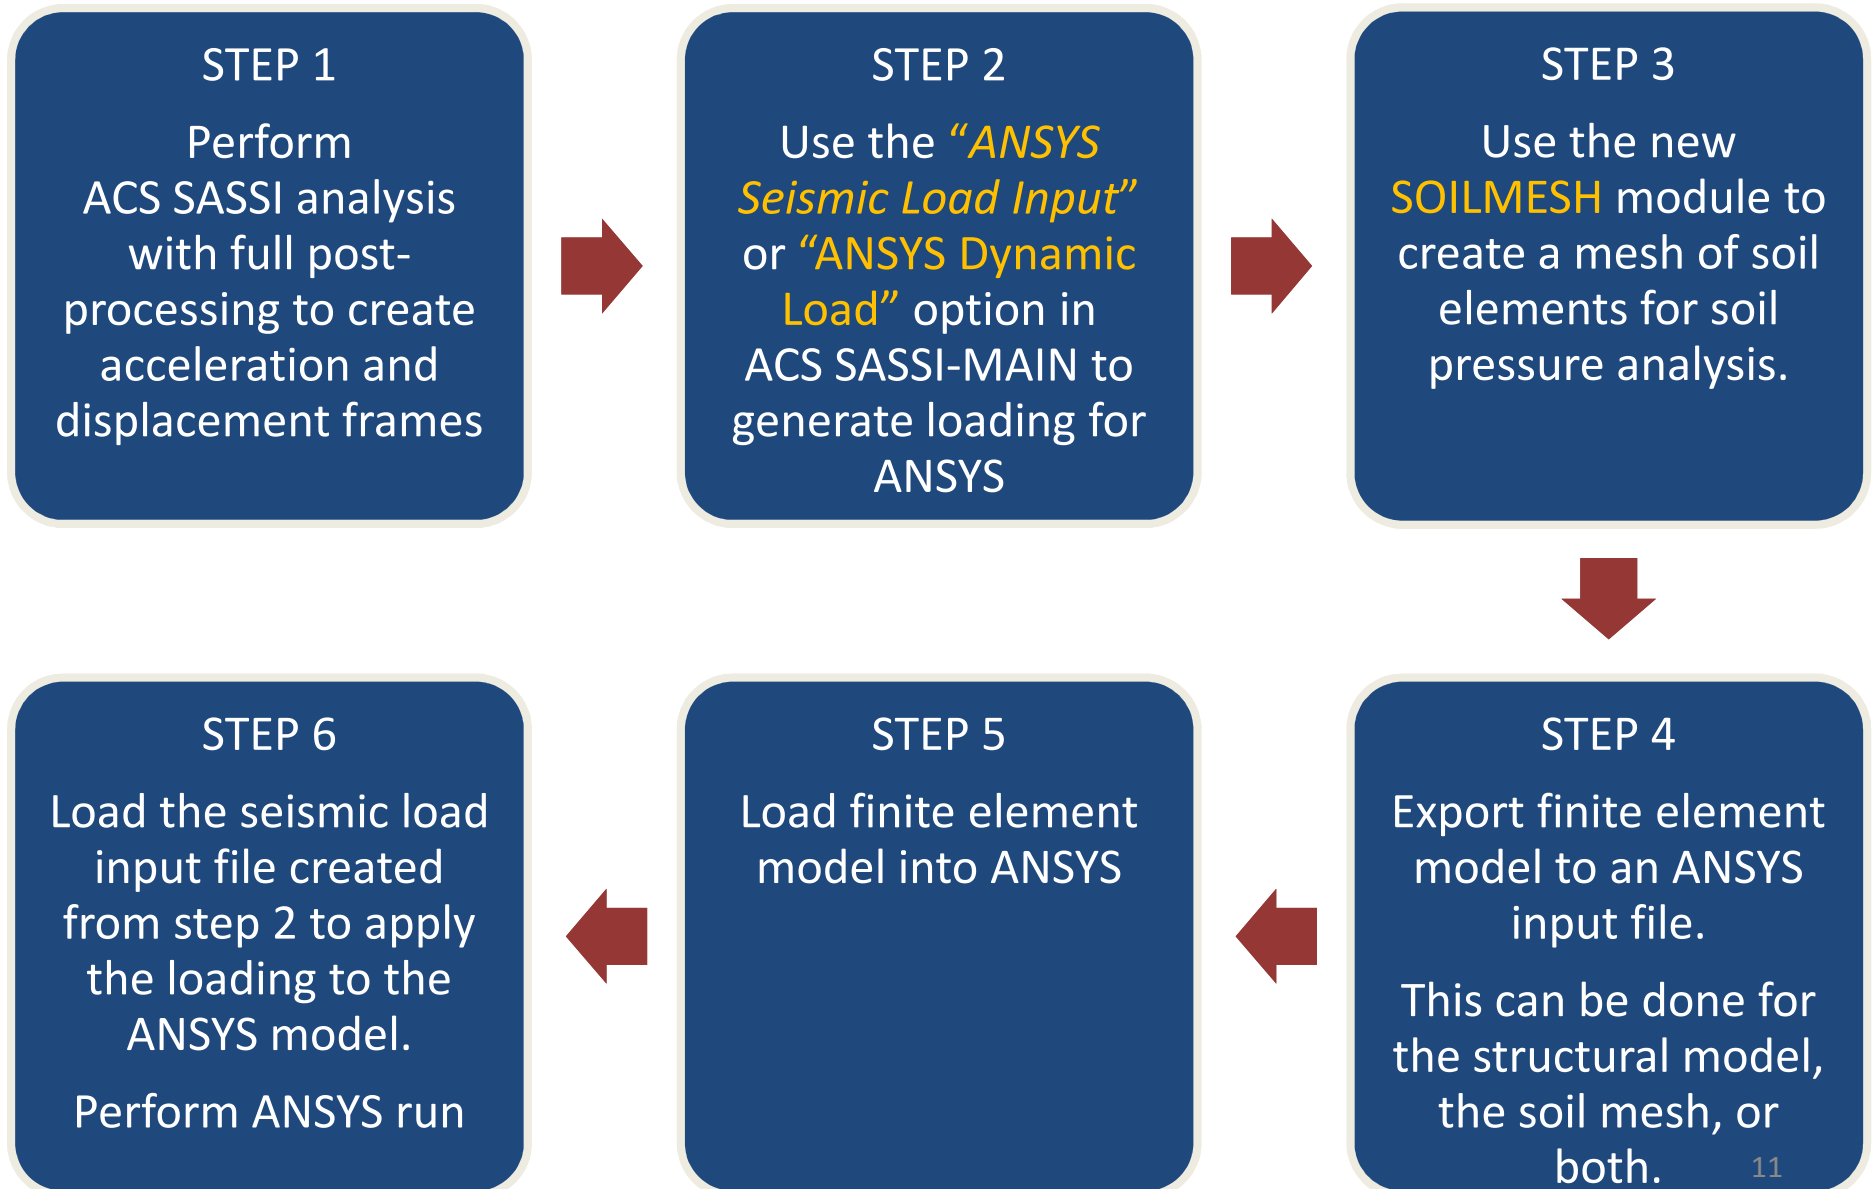 STEP 1
Perform
ACS SASSI analysis
with full post-
processing to create
acceleration and
displacement frames
STEP 2
Use the “ANSYS
Seismic Load Input”
or “ANSYS Dynamic
Load” option in
ACS SASSI-MAIN to
generate loading for
ANSYS
STEP 3
Use the new
SOILMESH module to
create a mesh of soil
elements for soil
pressure analysis.
STEP 4
Export finite element
model to an ANSYS
input file.
This can be done for
the structural model,
the soil mesh, or
both.
STEP 5
Load finite element
model into ANSYS
STEP 6
Load the seismic load
input file created
from step 2 to apply
the loading to the
ANSYS model.
Perform ANSYS run
11